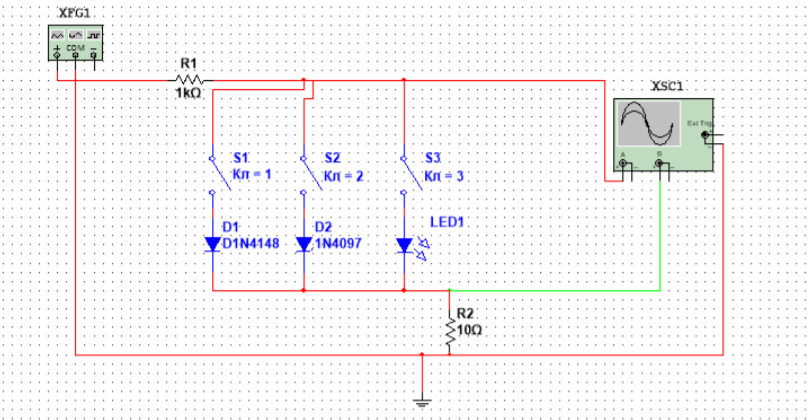 XFG1
COM
R1
1kΩ
XSC1
Ext Trig
A
B
S1
Кл = 1
S2
Кл = 2
S3
Кл = 3
D1
D1N4148
D2
1N4097
LED1
R2
10Ω